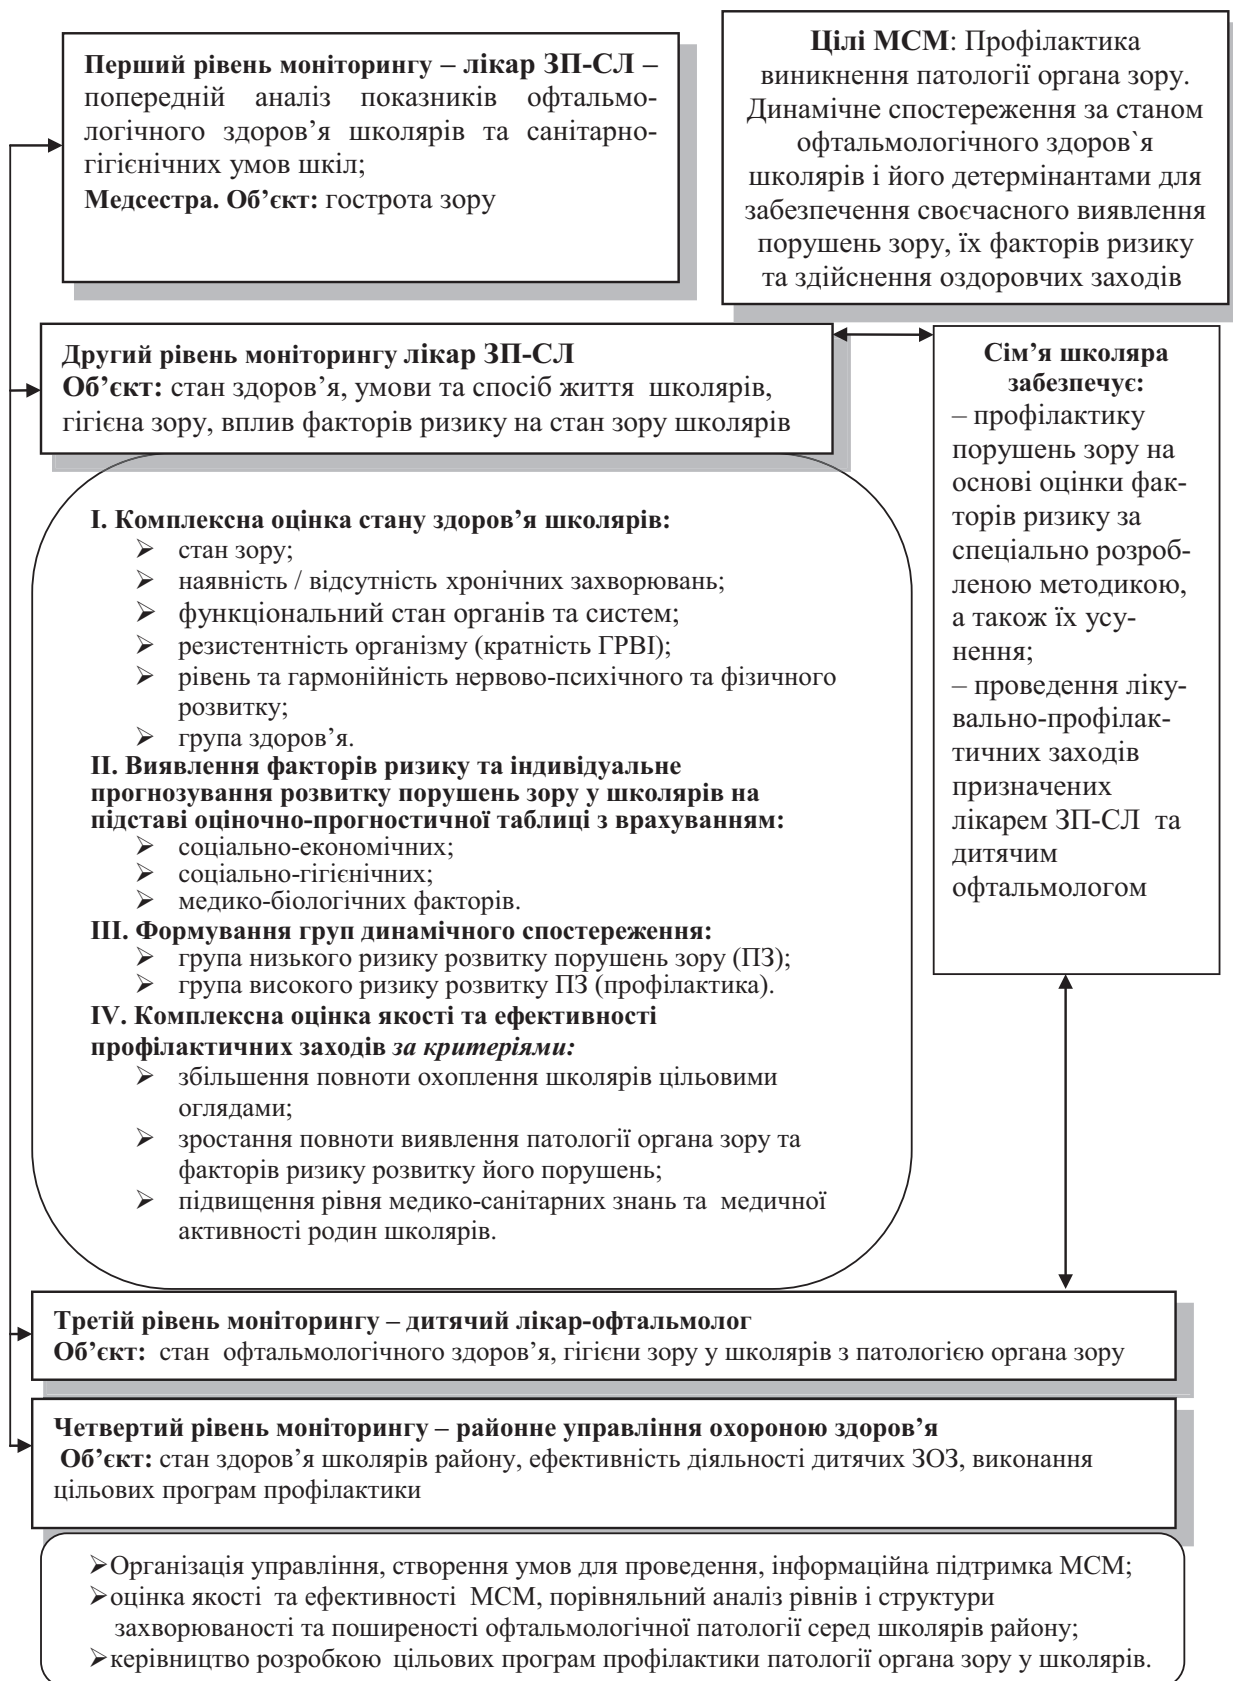 Перший рівень моніторингу – лікар ЗП-СЛ –
попередній аналіз показників офтальмо-
логічного здоров’я школярів та санітарно-
гігієнічних умов шкіл;
Медсестра. Об’єкт: гострота зору
Цілі МСМ: Профілактика
виникнення патології органа зору.
Динамічне спостереження за станом
офтальмологічного здоров`я
школярів і його детермінантами для
забезпечення своєчасного виявлення
порушень зору, їх факторів ризику
та здійснення оздоровчих заходів
Другий рівень моніторингу лікар ЗП-СЛ
Об’єкт: стан здоров’я, умови та спосіб життя школярів,
гігієна зору, вплив факторів ризику на стан зору школярів
Сім’я школяра
забезпечує:
– профілактику
порушень зору на
основі оцінки фак-
торів ризику за
спеціально розроб-
леною методикою,
а також їх усу-
нення;
– проведення ліку-
вально-профілак-
тичних заходів
призначених
лікарем ЗП-СЛ та
дитячим
офтальмологом
I. Комплексна оцінка стану здоров’я школярів:
➢ стан зору;
➢ наявність / відсутність хронічних захворювань;
➢ функціональний стан органів та систем;
➢ резистентність організму (кратність ГРВІ);
➢ рівень та гармонійність нервово-психічного та фізичного
розвитку;
➢ група здоров’я.
II. Виявлення факторів ризику та індивідуальне
прогнозування розвитку порушень зору у школярів на
підставі оціночно-прогностичної таблиці з врахуванням:
➢ соціально-економічних;
➢ соціально-гігієнічних;
➢ медико-біологічних факторів.
III. Формування груп динамічного спостереження:
➢ група низького ризику розвитку порушень зору (ПЗ);
➢ група високого ризику розвитку ПЗ (профілактика).
IV. Комплексна оцінка якості та ефективності
профілактичних заходів за критеріями:
➢ збільшення повноти охоплення школярів цільовими
оглядами;
➢ зростання повноти виявлення патології органа зору та
факторів ризику розвитку його порушень;
➢ підвищення рівня медико-санітарних знань та медичної
активності родин школярів.
Третій рівень моніторингу – дитячий лікар-офтальмолог
Об’єкт: стан офтальмологічного здоров’я, гігієни зору у школярів з патологією органа зору
Четвертий рівень моніторингу – районне управління охороною здоров’я
Об’єкт: стан здоров’я школярів району, ефективність діяльності дитячих ЗОЗ, виконання
цільових програм профілактики
➢Організація управління, створення умов для проведення, інформаційна підтримка МСМ;
➢оцінка якості та ефективності МСМ, порівняльний аналіз рівнів і структури
захворюваності та поширеності офтальмологічної патології серед школярів району;
➢керівництво розробкою цільових програм профілактики патології органа зору у школярів.